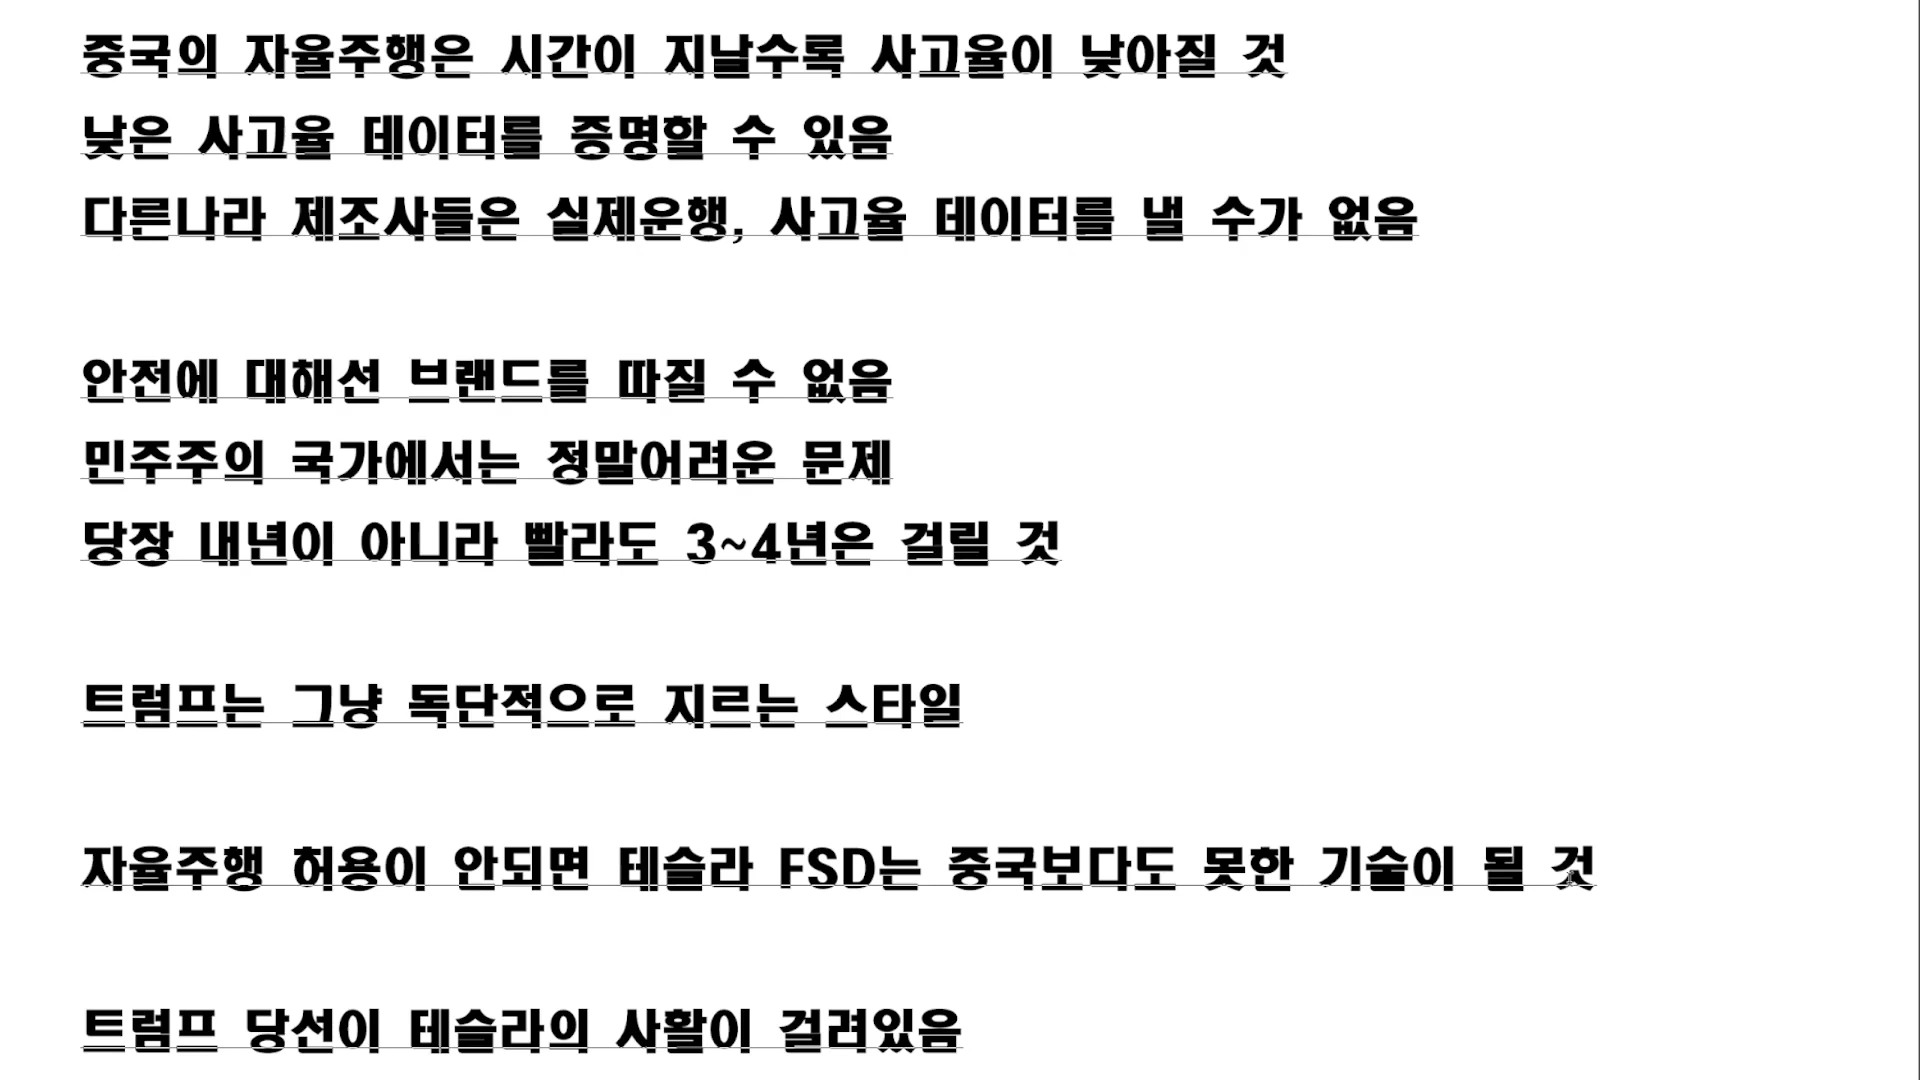 중국의 자율주행은 시간이 지날수록 사고율이 낮아질 것
낮은 사고율 데이터를 증명할 수 있음
다른나라 제조사들은 실제운행, 사고율 데이터를 낼 수가 없음
안전에 대해선 브랜드를 따질 수 없음
민주주의 국가에서는 정말어려운 문제
당장 내년이 아니라 빨라도 3~4년은 걸릴 것
트럼프는 그냥 독단적으로 지르는 스타일
자율주행 허용이 안되면 테슬라 FSD는 중국보다도 못한 기술이 될 것
트럼프 당선이 테슬라의 사활이 걸려있음